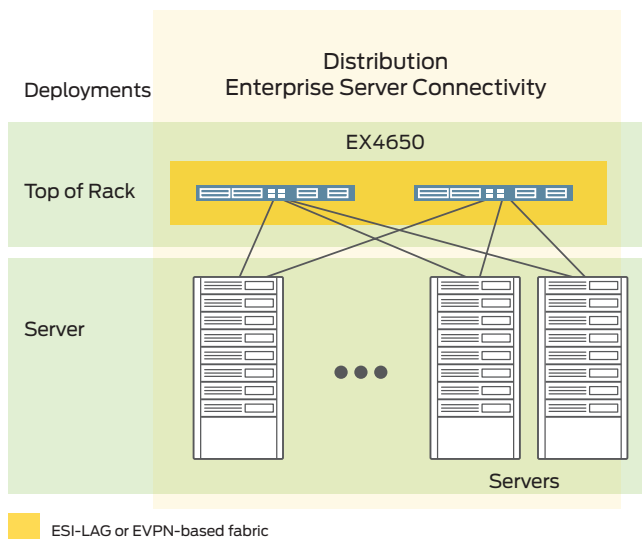 Distribution
Enterprise Server Connectivity
Deployments
EX4650
Top of Rack
Server
Servers
ESI-LAG or EVPN-based fabric